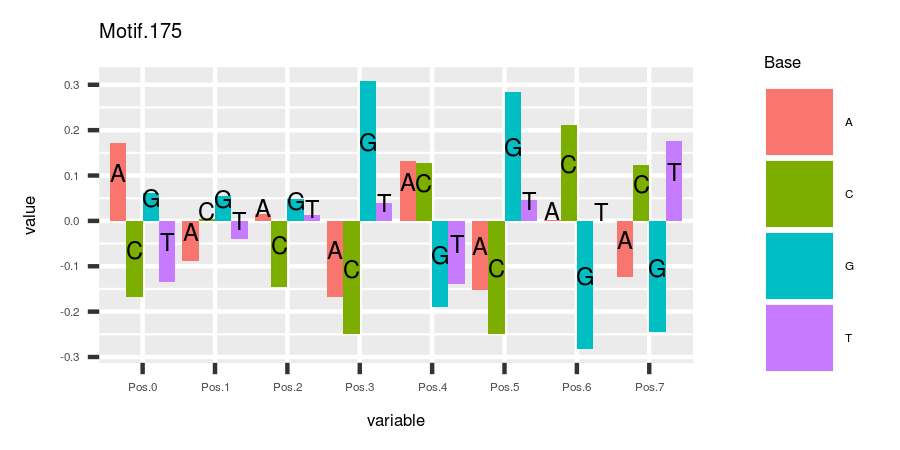 Motif.175
Base
A
C
G
T
value
0.3
0.2
0.1
0.0
-0.1
-0.2
-0.3
A C G T A C G T A C G T A C G T A C G T A C G T A C G T A C G T
Pos.0 Pos.1 Pos.2 Pos.3 Pos.4 Pos.5 Pos.6 Pos.7
variable